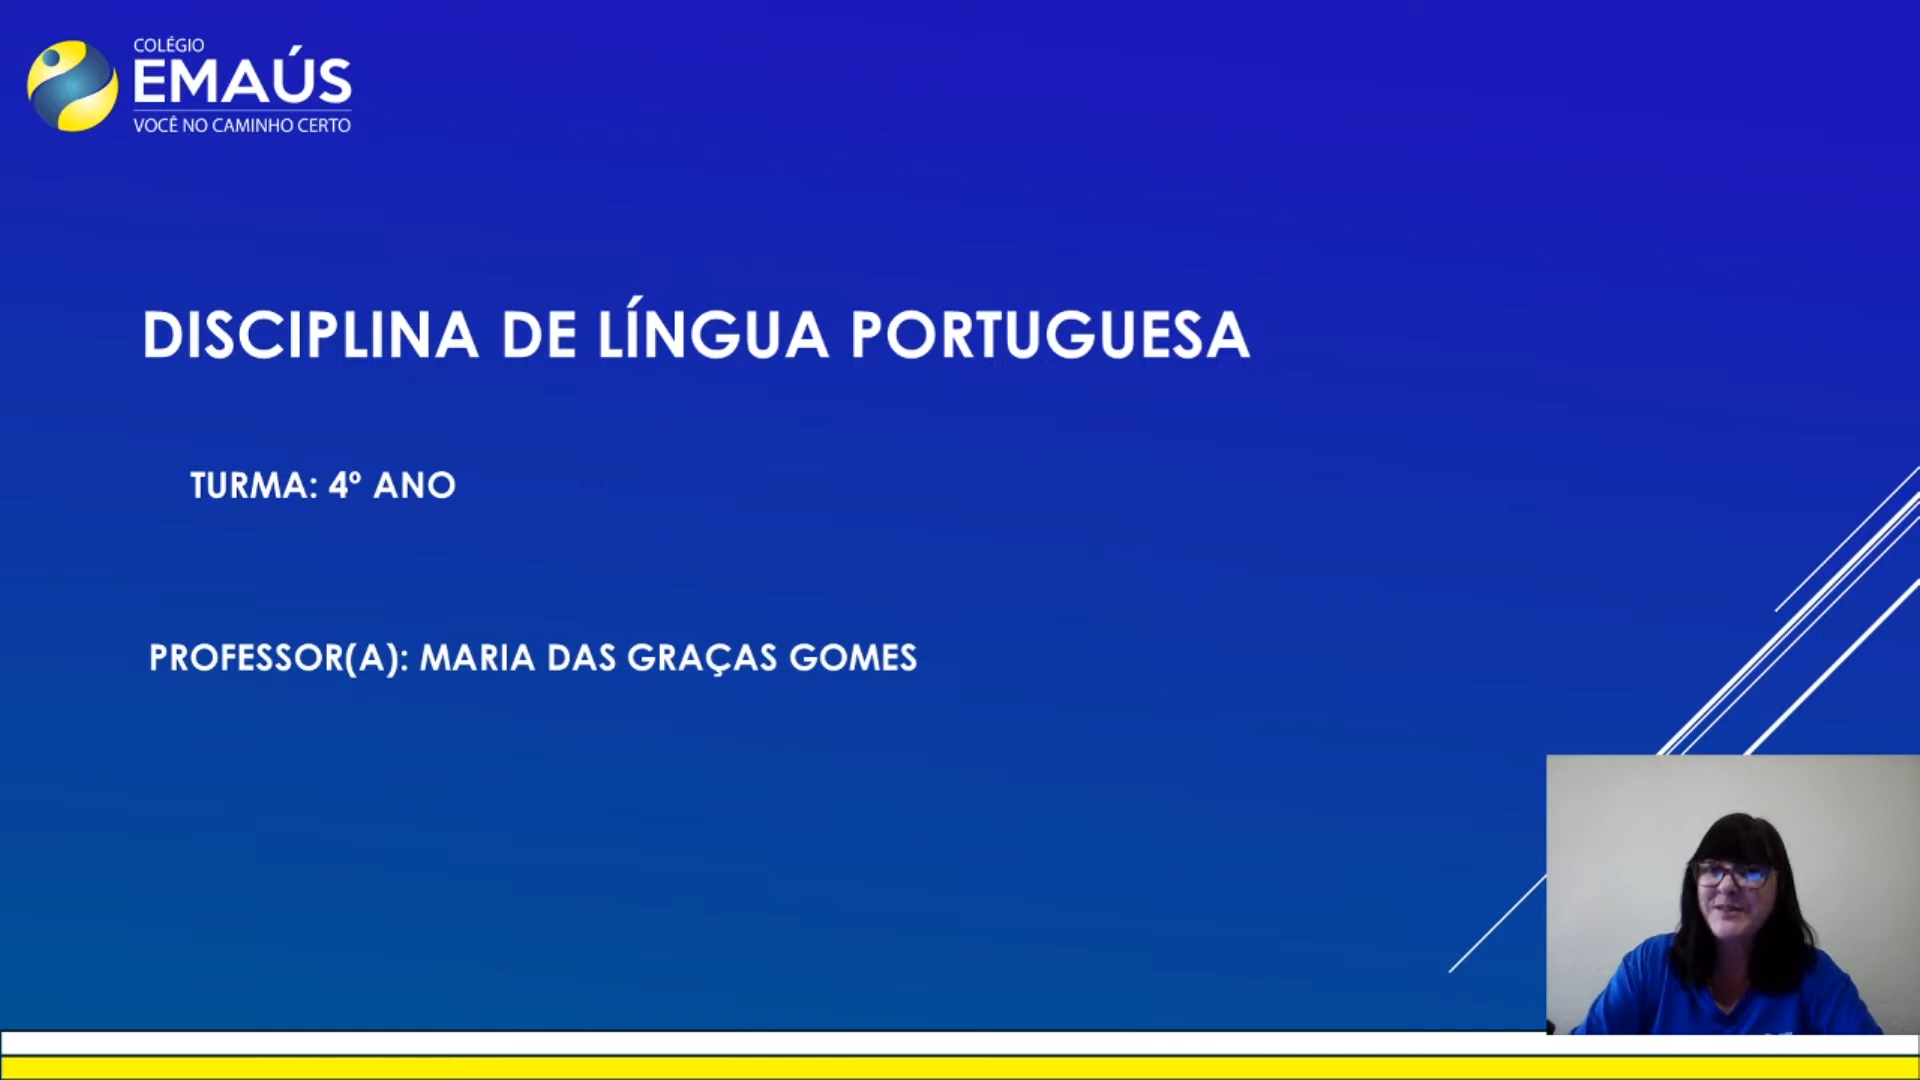 COLÉGIO
EMAÚS
VOCÊ NO CAMINHO CERTO
DISCIPLINA DE LÍNGUA PORTUGUESA
TURMA: 4º ANO
PROFESSOR(A): MARIA DAS GRAÇAS GOMES